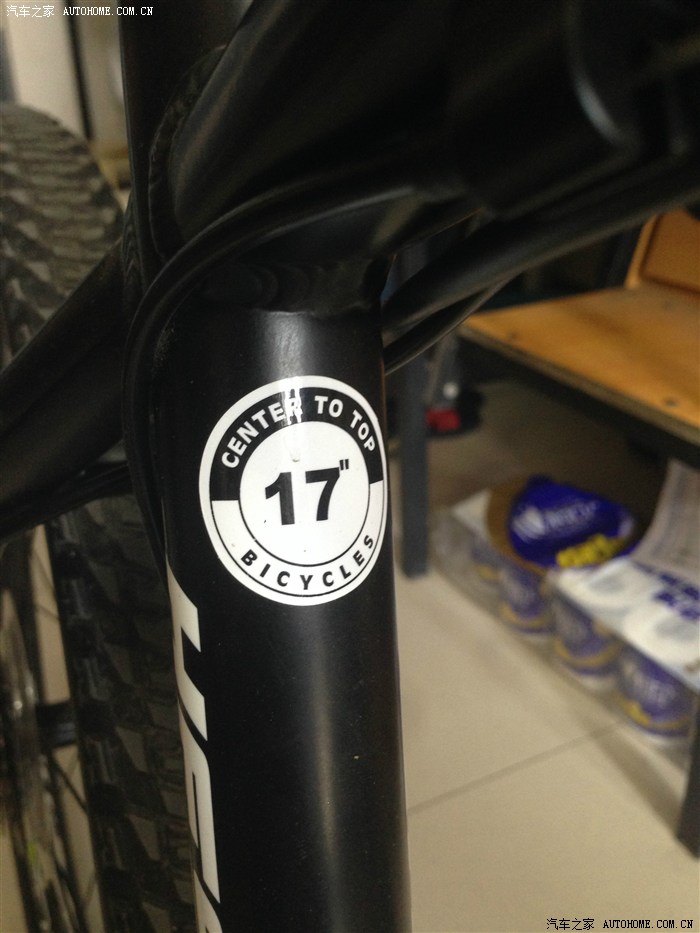 汽车之家 AUTOHOME.COM.CN
CENTER TO TOP
17"
BICYCLES
汽车之家 AUTOHOME.COM.CN